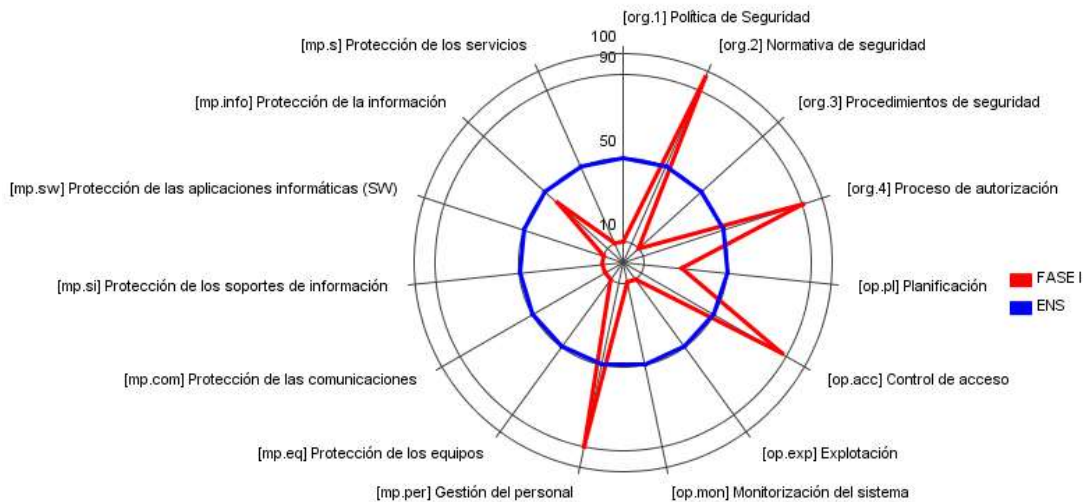 [org.1] Política de Seguridad
100
[mp.s] Protección de los servicios
[org.2] Normativa de seguridad
90
[mp.info] Protección de la información
[org.3] Procedimientos de seguridad
50
[mp.sw] Protección de las aplicaciones informáticas (SW)
[org.4] Proceso de autorización
10
[mp.si] Protección de los soportes de información
[op.pl] Planificación
FASE I
ENS
[mp.com] Protección de las comunicaciones
[op.acc] Control de acceso
[mp.eq] Protección de los equipos
[op.exp] Explotación
[mp.per] Gestión del personal
[op.mon] Monitorización del sistema